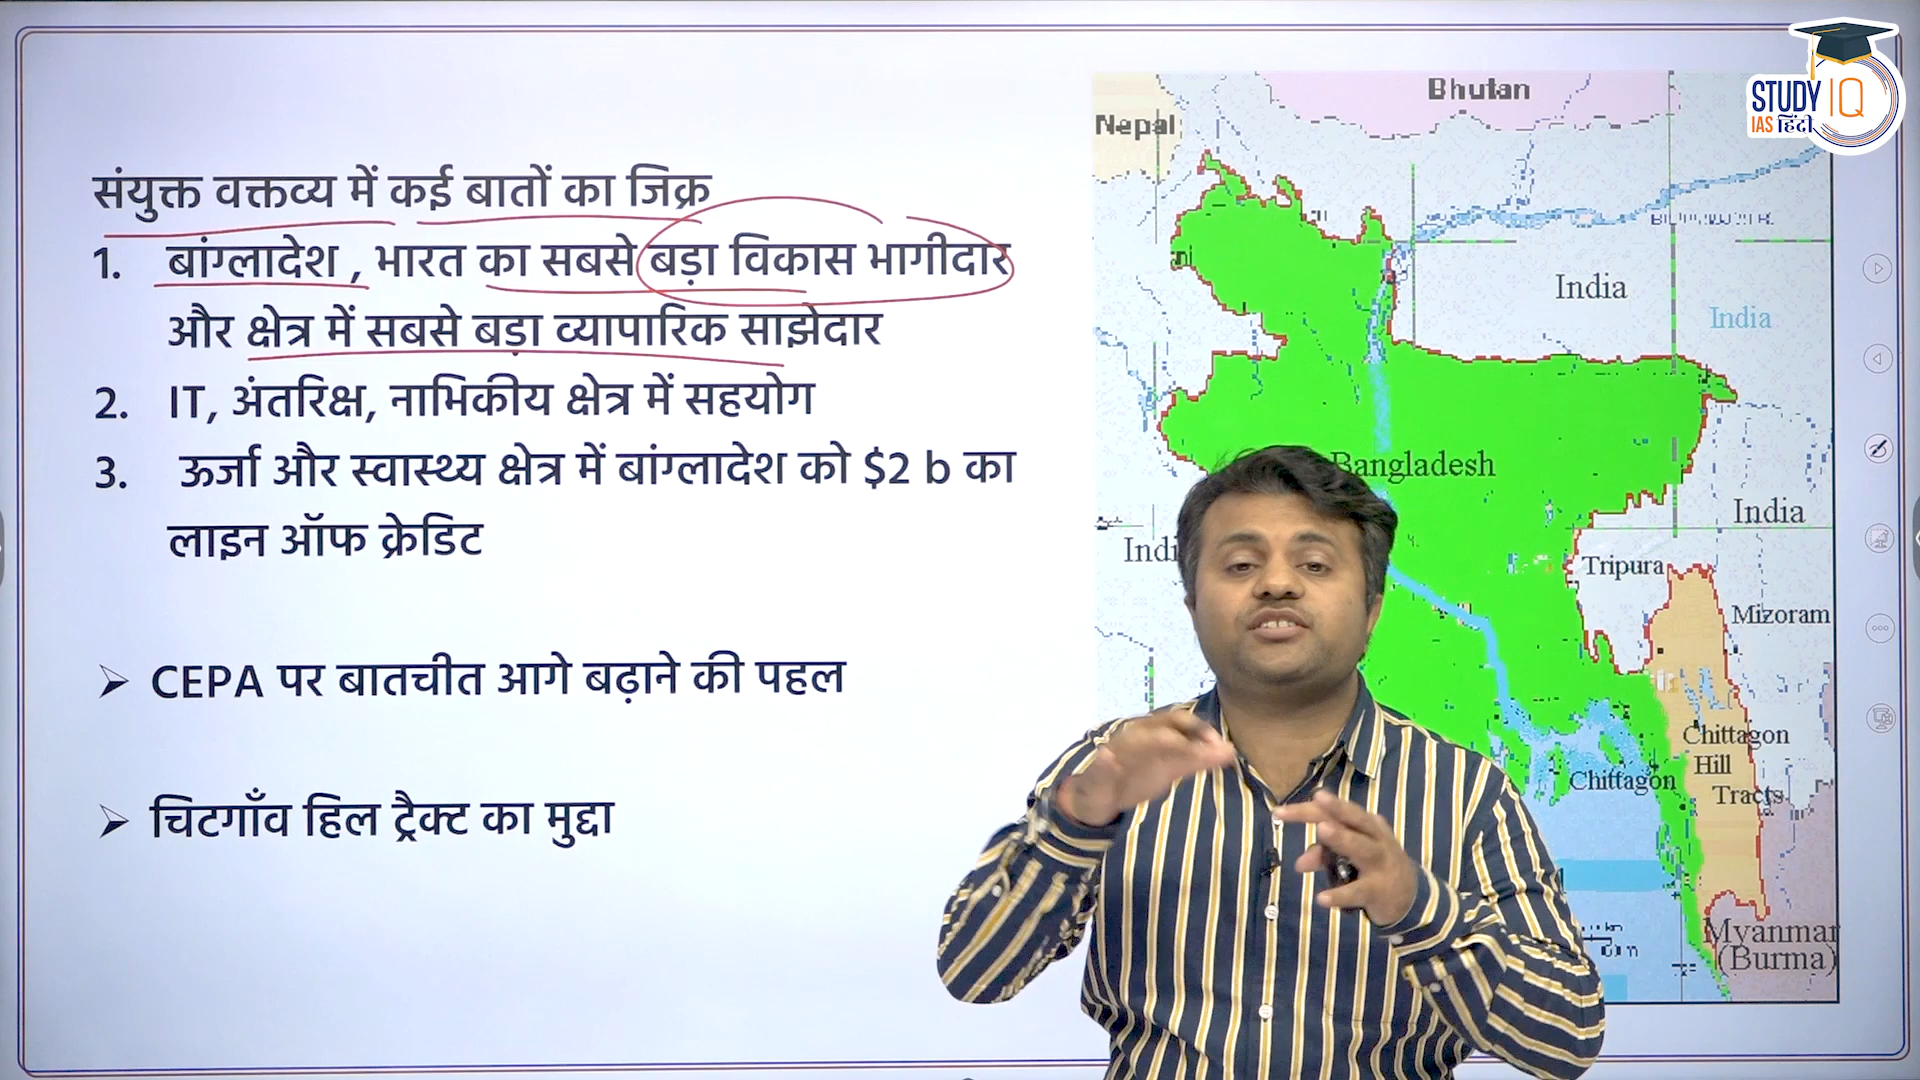 संयुक्त वक्तव्य में कई बातों का जिक्र
1. बांग्लादेश , भारत का सबसे बड़ा विकास भागीदार
और क्षेत्र में सबसे बड़ा व्यापारिक साझेदार
2. IT, अंतरिक्ष, नाभिकीय क्षेत्र में सहयोग
3. ऊर्जा और स्वास्थ्य क्षेत्र में बांग्लादेश को $2 b का
लाइन ऑफ क्रेडिट
➢ CEPA पर बातचीत आगे बढ़ाने की पहल
➢ चिटगाँव हिल ट्रैक्ट का मुद्दा
STUDY IQ
IAS हिंदी
Bhutan
Nepal
India
India
Bangladesh
India
Indi
Tripura
Mizoram
Chittagon
Hill
Tracts
Chittagon
Myanmar
(Burma)